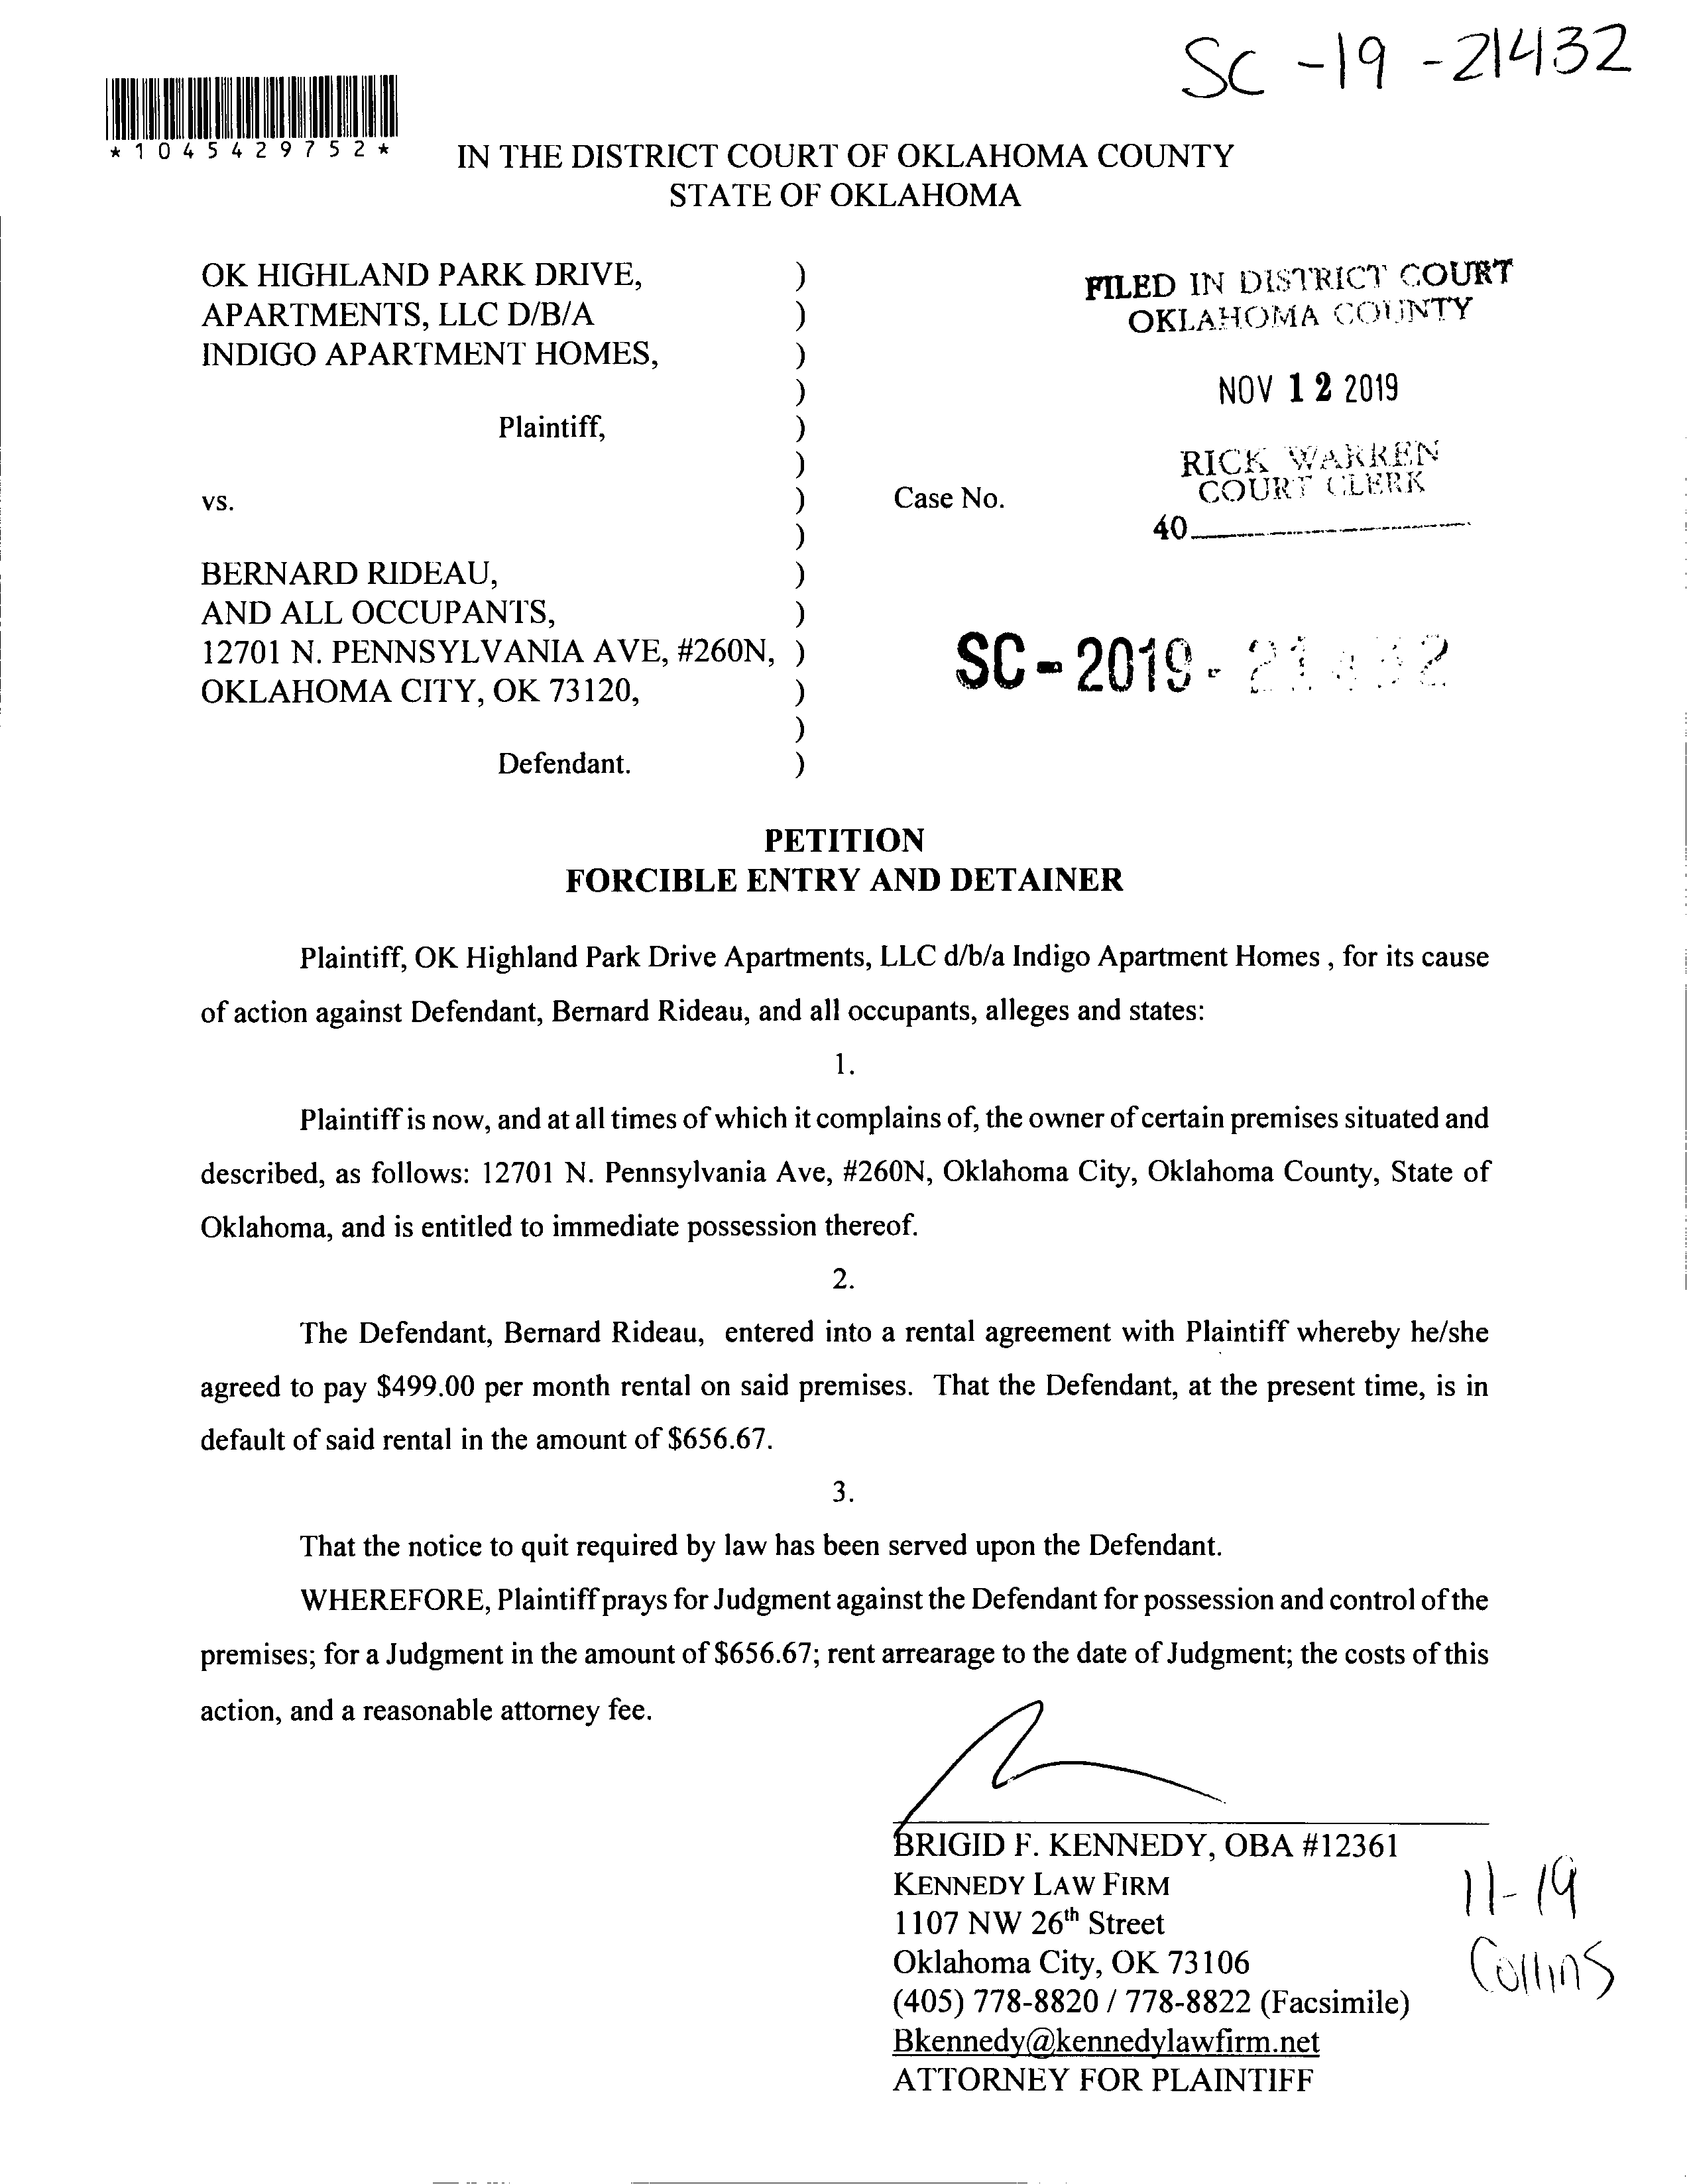 SC -19 -21432
*1045429752*
IN THE DISTRICT COURT OF OKLAHOMA COUNTY
STATE OF OKLAHOMA
OK HIGHLAND PARK DRIVE, )
APARTMENTS, LLC D/B/A )
INDIGO APARTMENT HOMES, )
)
Plaintiff, )
)
vs. ) Case No.
)
BERNARD RIDEAU, )
AND ALL OCCUPANTS, )
12701 N. PENNSYLVANIA AVE, #260N, )
OKLAHOMA CITY, OK 73120, )
)
Defendant. )
FILED IN DISTRICT COURT
OKLAHOMA COUNTY
NOV 12 2019
RICK WARREN
COURT CLERK
40
SC-2019-21432
PETITION
FORCIBLE ENTRY AND DETAINER
Plaintiff, OK Highland Park Drive Apartments, LLC d/b/a Indigo Apartment Homes , for its cause
of action against Defendant, Bernard Rideau, and all occupants, alleges and states:
1.
Plaintiff is now, and at all times of which it complains of, the owner of certain premises situated and
described, as follows: 12701 N. Pennsylvania Ave, #260N, Oklahoma City, Oklahoma County, State of
Oklahoma, and is entitled to immediate possession thereof.
2.
The Defendant, Bernard Rideau, entered into a rental agreement with Plaintiff whereby he/she
agreed to pay $499.00 per month rental on said premises. That the Defendant, at the present time, is in
default of said rental in the amount of $656.67.
3.
That the notice to quit required by law has been served upon the Defendant.
WHEREFORE, Plaintiff prays for Judgment against the Defendant for possession and control of the
premises; for a Judgment in the amount of $656.67; rent arrearage to the date of Judgment; the costs of this
action, and a reasonable attorney fee.
BRIGID F. KENNEDY, OBA #12361
KENNEDY LAW FIRM
1107 NW 26th Street
Oklahoma City, OK 73106
(405) 778-8820 / 778-8822 (Facsimile)
Bkennedy@kennedylawfirm.net
ATTORNEY FOR PLAINTIFF
11-19
Collins